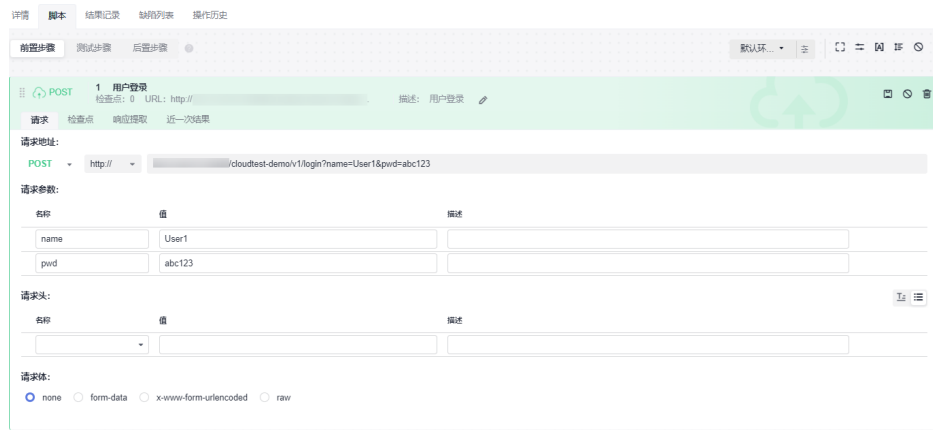 详情 脚本 结果记录 缺陷列表 操作历史
前置步骤 测试步骤 后置步骤 默认环...
POST 1 用户登录
检查点: 0 URL: http:// 描述: 用户登录
请求 检查点 响应提取 近一次结果
请求地址:
POST http:// /cloudtest-demo/v1/login?name=User1&pwd=abc123
请求参数:
名称 值 描述
name User1
pwd abc123
请求头:
名称 值 描述
请求体:
none form-data x-www-form-urlencoded raw